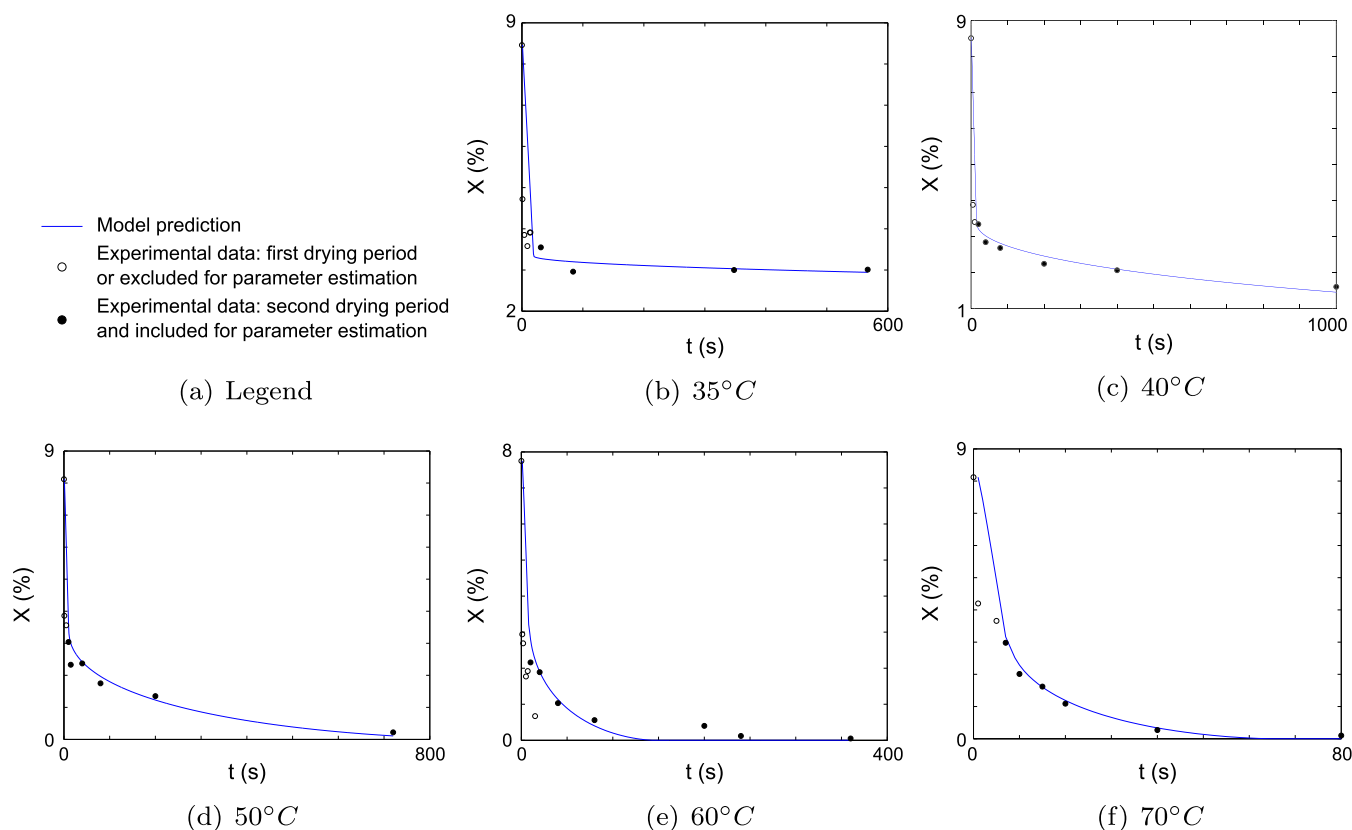 Model prediction
Experimental data: first drying period
or excluded for parameter estimation
Experimental data: second drying period
and included for parameter estimation
(a) Legend
9
X (%)
2
0
600
t (s)
(b) 35°C
9
X (%)
1
0
1000
t (s)
(c) 40°C
9
X (%)
0
0
800
t (s)
(d) 50°C
8
X (%)
0
0
400
t (s)
(e) 60°C
9
X (%)
0
0
80
t (s)
(f) 70°C